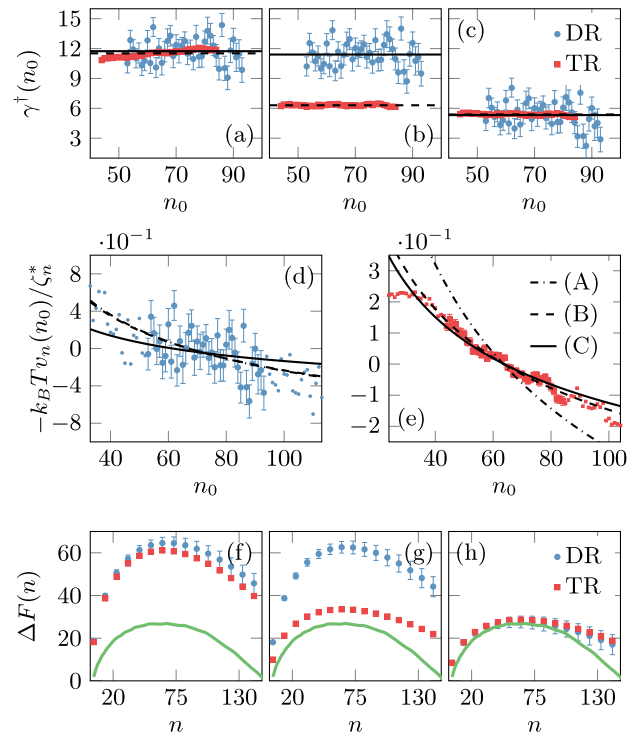 15
12
9
6
3
γ†(n₀)
(a)
(b)
(c)
DR
TR
50 70 90
50 70 90
50 70 90
n₀
n₀
n₀
·10⁻¹
·10⁻¹
8
4
0
−4
−8
−k_BTv_n(n₀)/ζ*_n
(d)
40 60 80 100
n₀
3
2
1
0
−1
−2
(A)
(B)
(C)
(e)
40 60 80 100
n₀
60
40
20
0
ΔF(n)
(f)
(g)
(h)
DR
TR
20 75 130
20 75 130
20 75 130
n
n
n